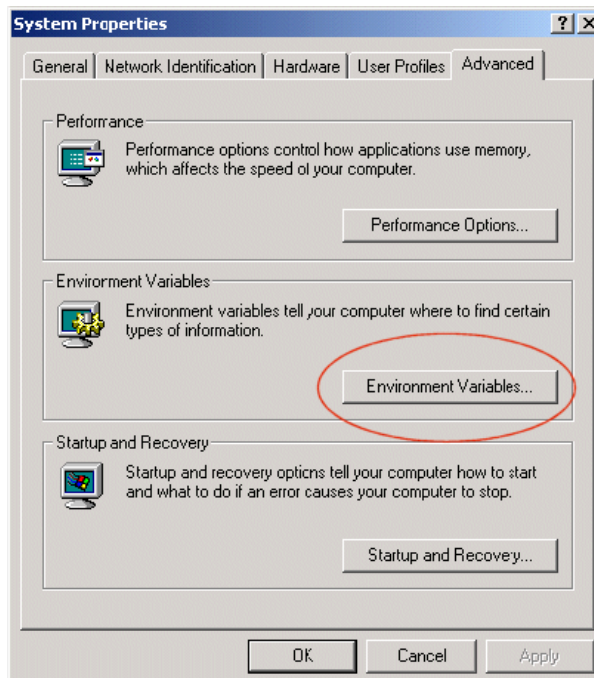 System Properties
General Network Identification Hardware User Profiles Advanced
Performance
Performance options control how applications use memory,
which affects the speed of your computer.
Performance Options...
Environment Variables
Environment variables tell your computer where to find certain
types of information.
Environment Variables...
Startup and Recovery
Startup and recovery options tell your computer how to start
and what to do if an error causes your computer to stop.
Startup and Recovery...
OK Cancel Apply